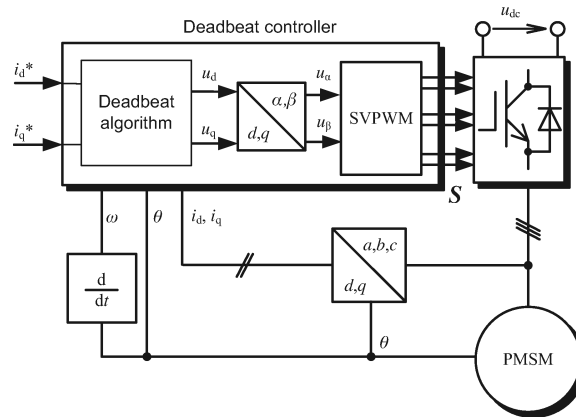 Deadbeat controller
u_dc
i_d*
i_q*
Deadbeat
algorithm
u_d
u_q
α,β
d,q
u_α
u_β
SVPWM
S
ω
θ
i_d, i_q
a,b,c
d,q
d
dt
θ
PMSM